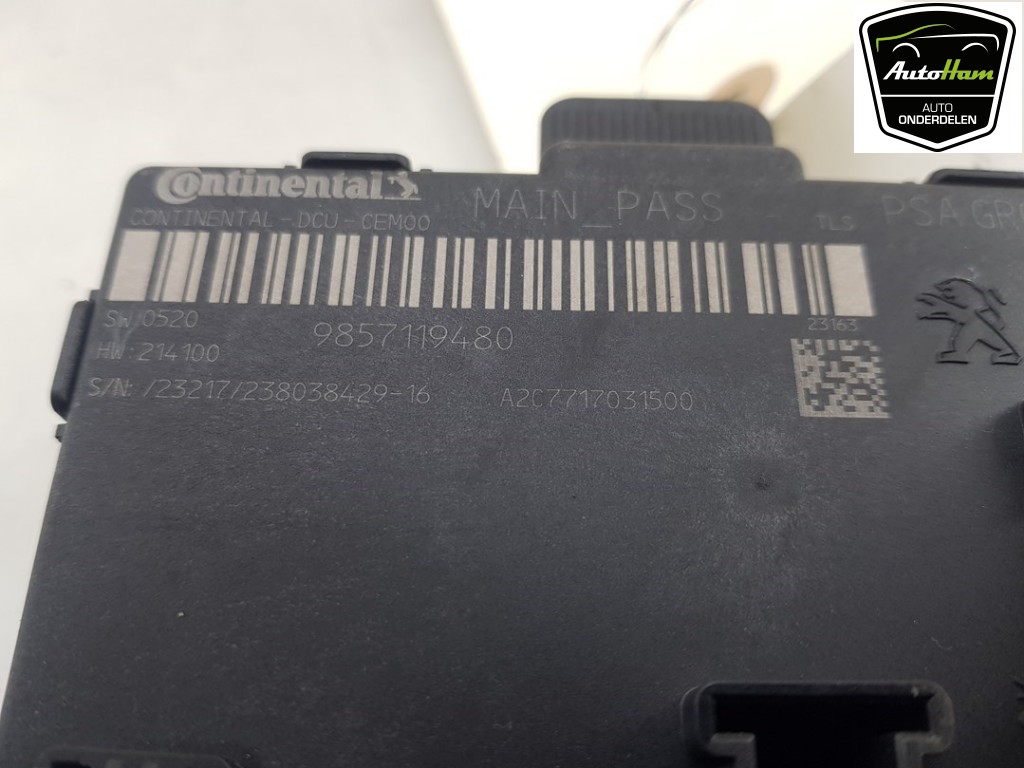 AutoHam
AUTO
ONDERDELEN
Continental
MAIN_PASS
TLS
PSA
CONTINENTAL-DCU-CEM00
SW:0520
9857119480
23163
HW:214100
S/N: /23217/238038429-16
A2C7717031500